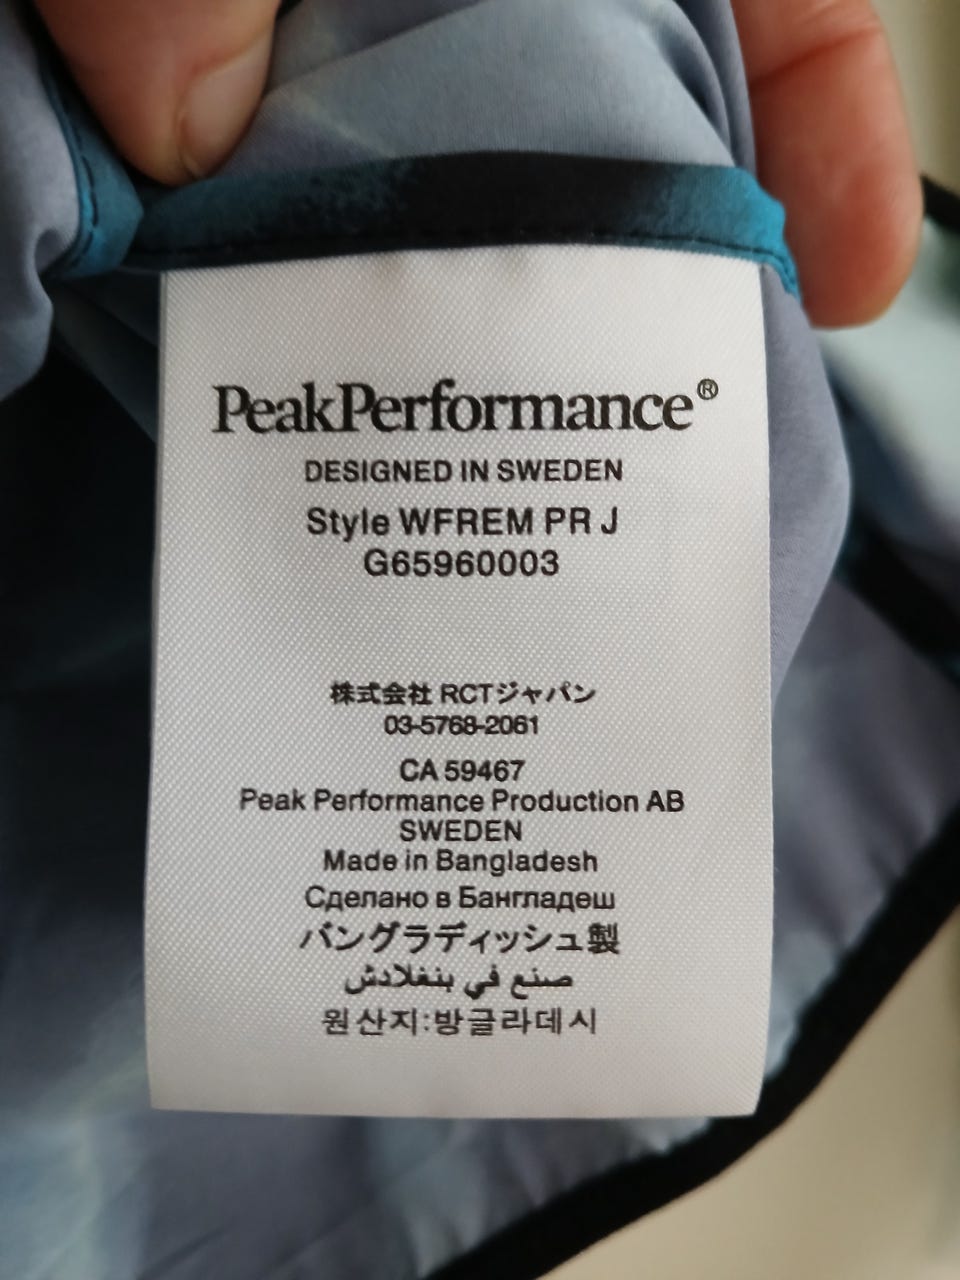 PeakPerformance®
DESIGNED IN SWEDEN
Style WFREM PR J
G65960003
株式会社 RCTジャパン
03-5768-2061
CA 59467
Peak Performance Production AB
SWEDEN
Made in Bangladesh
Сделано в Бангладеш
バングラディッシュ製
صنع في بنغلادش
원산지:방글라데시